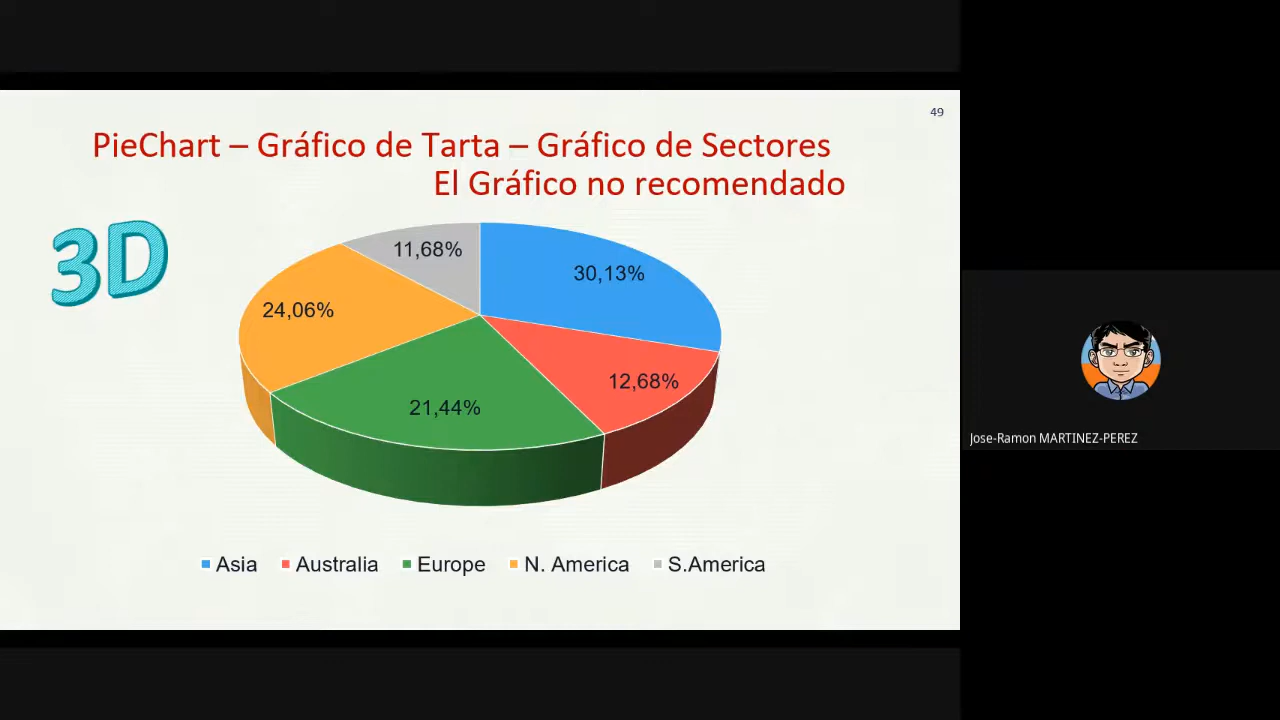 49
PieChart – Gráfico de Tarta – Gráfico de Sectores
El Gráfico no recomendado
3D
11,68%
30,13%
24,06%
12,68%
21,44%
Jose-Ramon MARTINEZ-PEREZ
Asia Australia Europe N. America S.America